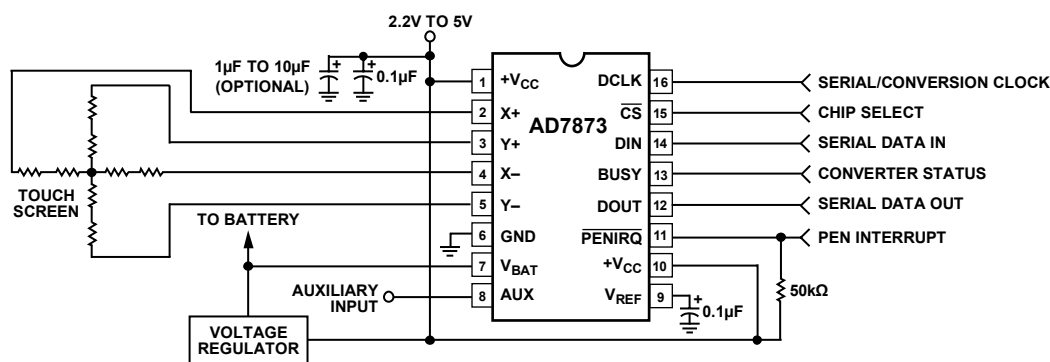 2.2V TO 5V
1µF TO 10µF
(OPTIONAL)
+
+
0.1µF
1
+VCC
2
X+
3
Y+
4
X–
5
Y–
6
GND
7
VBAT
8
AUX
AD7873
DCLK
16
SERIAL/CONVERSION CLOCK
CS
15
CHIP SELECT
DIN
14
SERIAL DATA IN
BUSY
13
CONVERTER STATUS
DOUT
12
SERIAL DATA OUT
PENIRQ
11
PEN INTERRUPT
+VCC
10
VREF
9
+
0.1µF
50kΩ
TOUCH
SCREEN
TO BATTERY
AUXILIARY
INPUT
VOLTAGE
REGULATOR